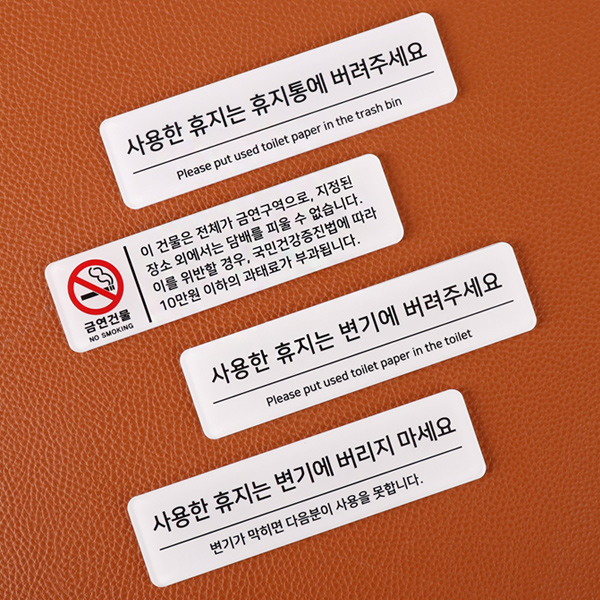 사용한 휴지는 휴지통에 버려주세요
Please put used toilet paper in the trash bin
이 건물은 전체가 금연구역으로, 지정된
장소 외에서는 담배를 피울 수 없습니다.
이를 위반할 경우, 국민건강증진법에 따라
10만원 이하의 과태료가 부과됩니다.
금연건물
NO SMOKING
사용한 휴지는 변기에 버려주세요
Please put used toilet paper in the toilet
사용한 휴지는 변기에 버리지 마세요
변기가 막히면 다음분이 사용을 못합니다.